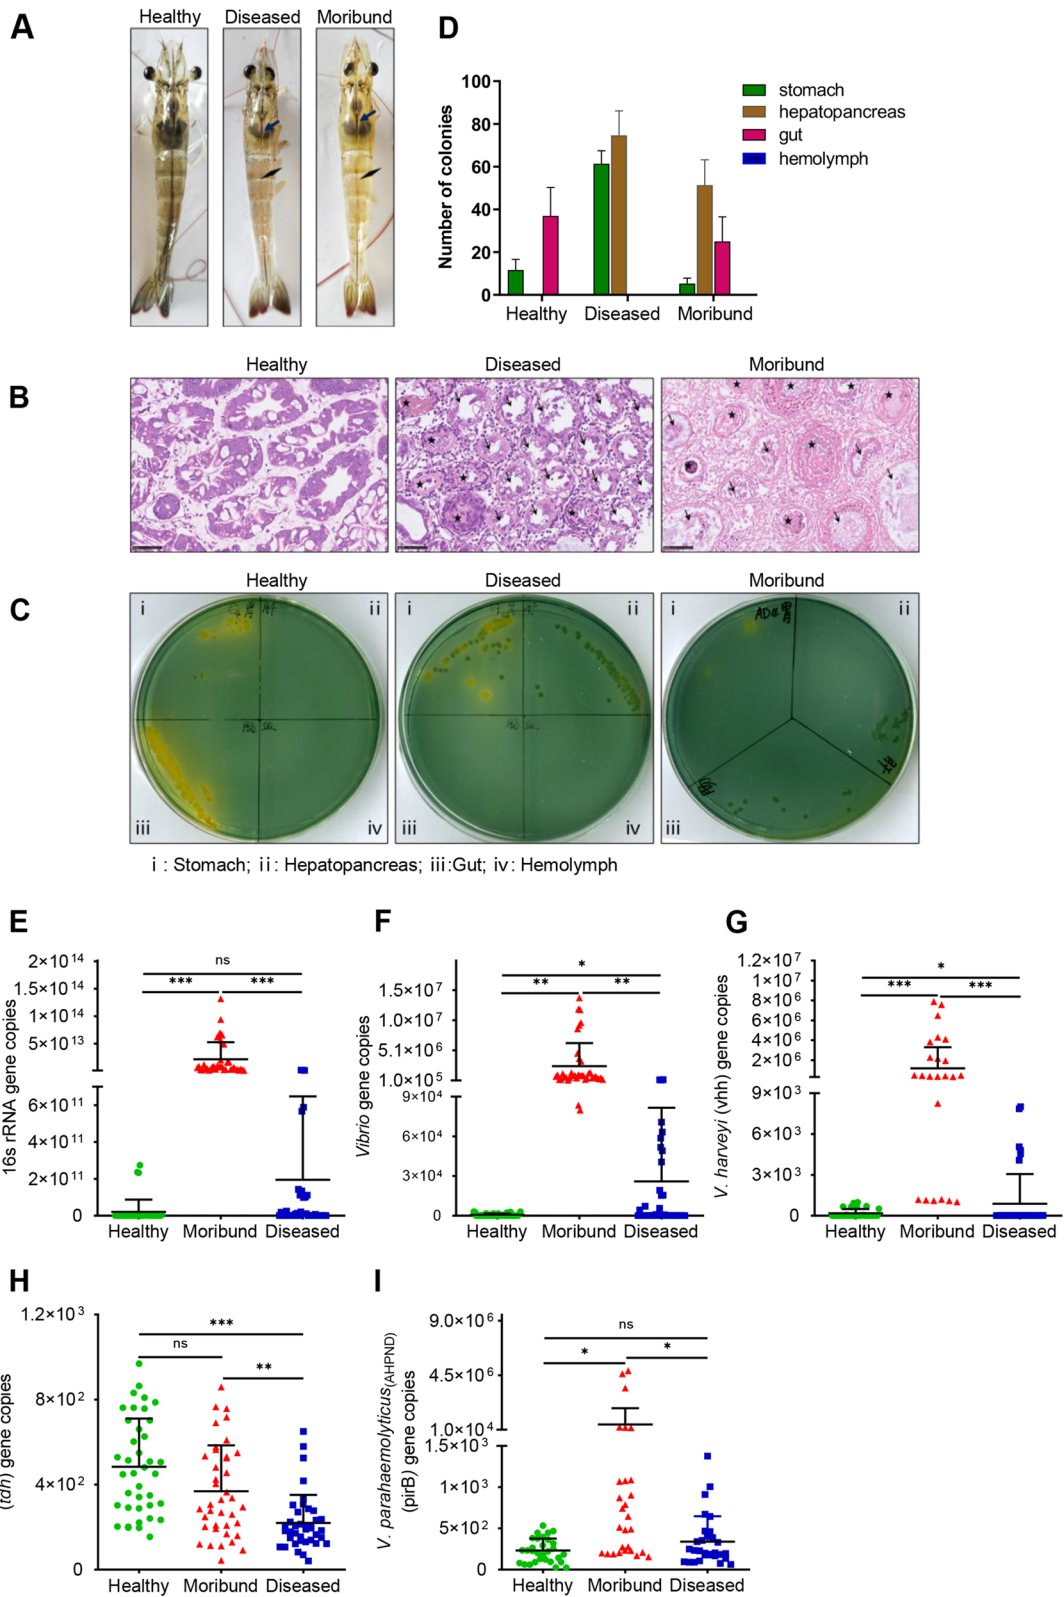 A
Healthy Diseased Moribund
D
Number of colonies
100
80
60
40
20
0
Healthy Diseased Moribund
stomach
hepatopancreas
gut
hemolymph
B
Healthy Diseased Moribund
C
Healthy Diseased Moribund
i ii i ii i ii
AD# 胃
肝
iii iv iii iv iii
i : Stomach; ii: Hepatopancreas; iii:Gut; iv: Hemolymph
E
16s rRNA gene copies
2×10¹⁴
1.5×10¹⁴
1×10¹⁴
5×10¹³
6×10¹¹
4×10¹¹
2×10¹¹
0
ns
*** ***
Healthy Moribund Diseased
F
Vibrio gene copies
1.5×10⁷
1.0×10⁷
5.1×10⁶
1.0×10⁵
9×10⁴
6×10⁴
3×10⁴
0
*
** **
Healthy Moribund Diseased
G
V. harveyi (vhh) gene copies
1.2×10⁷
1.0×10⁷
8×10⁶
6×10⁶
4×10⁶
2×10⁶
9×10³
6×10³
3×10³
0
*
*** ***
Healthy Moribund Diseased
H
(tdh) gene copies
1.2×10³
8×10²
4×10²
0
***
ns
**
Healthy Moribund Diseased
I
V. parahaemolyticus(AHPND)
(pirB) gene copies
9.0×10⁶
4.5×10⁶
1.0×10⁴
1.5×10³
1×10³
5×10²
0
ns
* *
Healthy Moribund Diseased